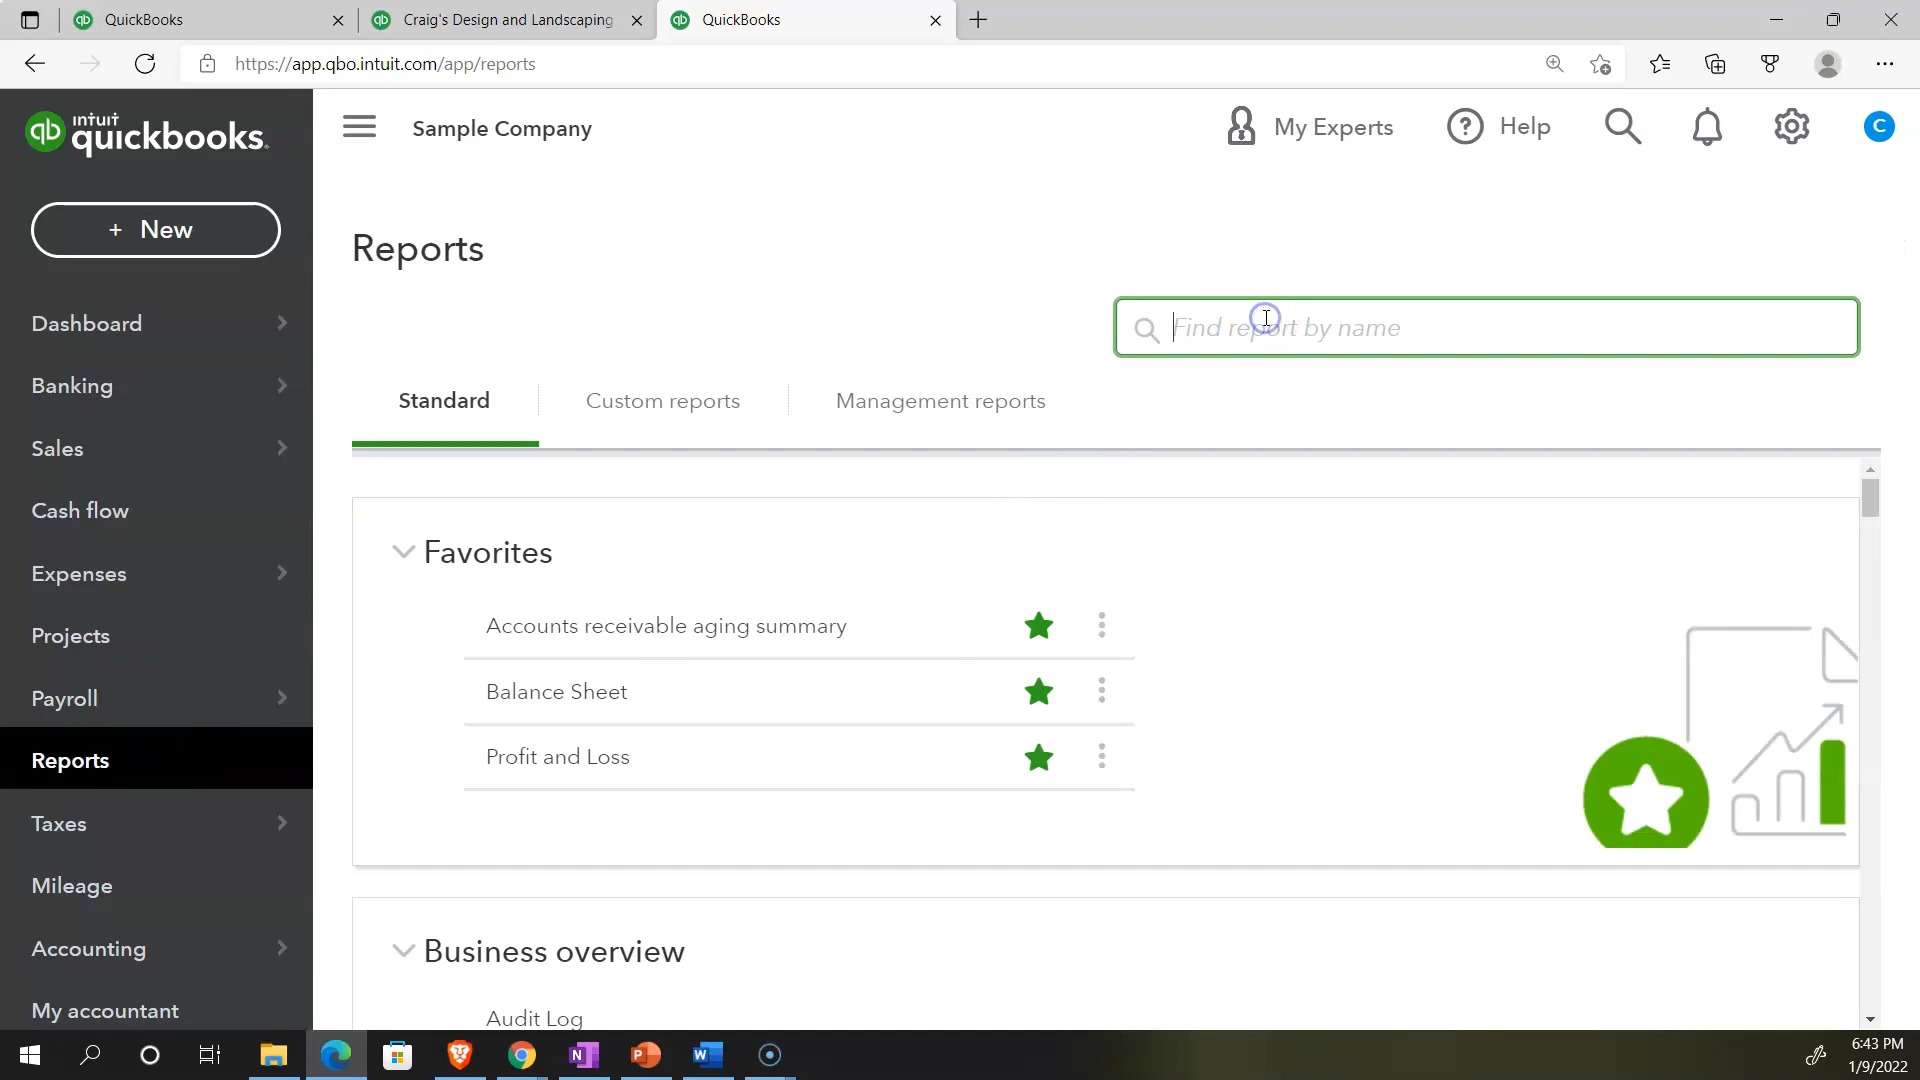 QuickBooks
Craig's Design and Landscaping
QuickBooks
https://app.qbo.intuit.com/app/reports
intuit
quickbooks.
Sample Company
My Experts
Help
C
+ New
Reports
Find report by name
Dashboard
Banking
Sales
Cash flow
Expenses
Projects
Payroll
Reports
Taxes
Mileage
Accounting
My accountant
Standard
Custom reports
Management reports
Favorites
Accounts receivable aging summary
Balance Sheet
Profit and Loss
Business overview
Audit Log
6:43 PM
1/9/2022